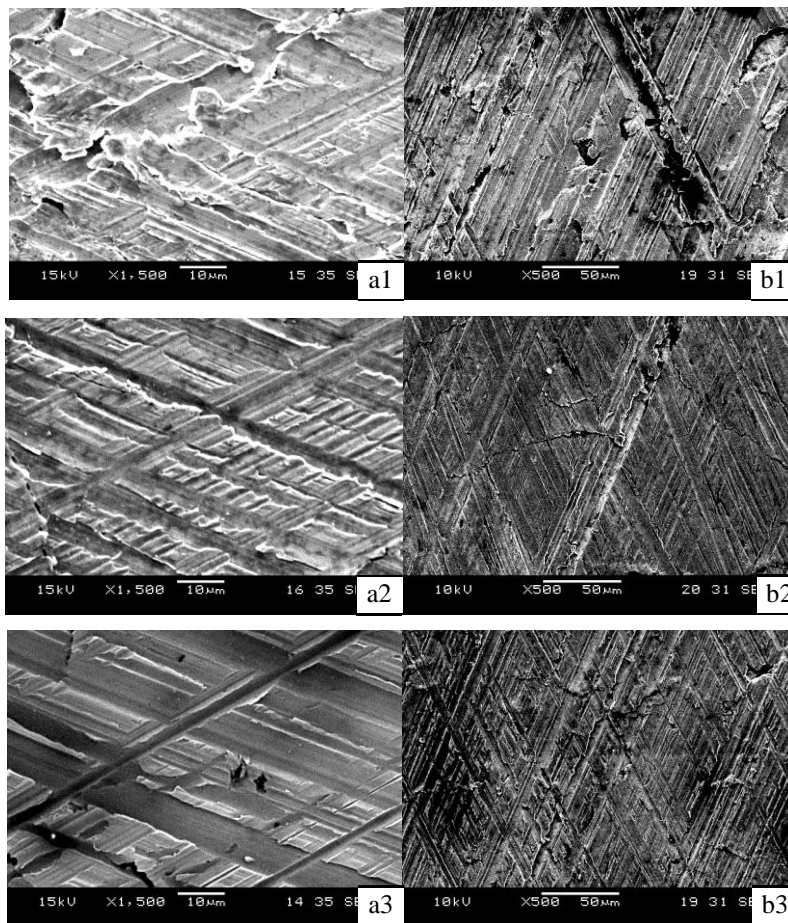 15kV X1,500 10µm 15 35 SE
a1
10kV X500 50µm 19 31 SE
b1
15kV X1,500 10µm 16 35 SE
a2
10kV X500 50µm 20 31 SE
b2
15kV X1,500 10µm 14 35 SE
a3
10kV X500 50µm 19 31 SE
b3